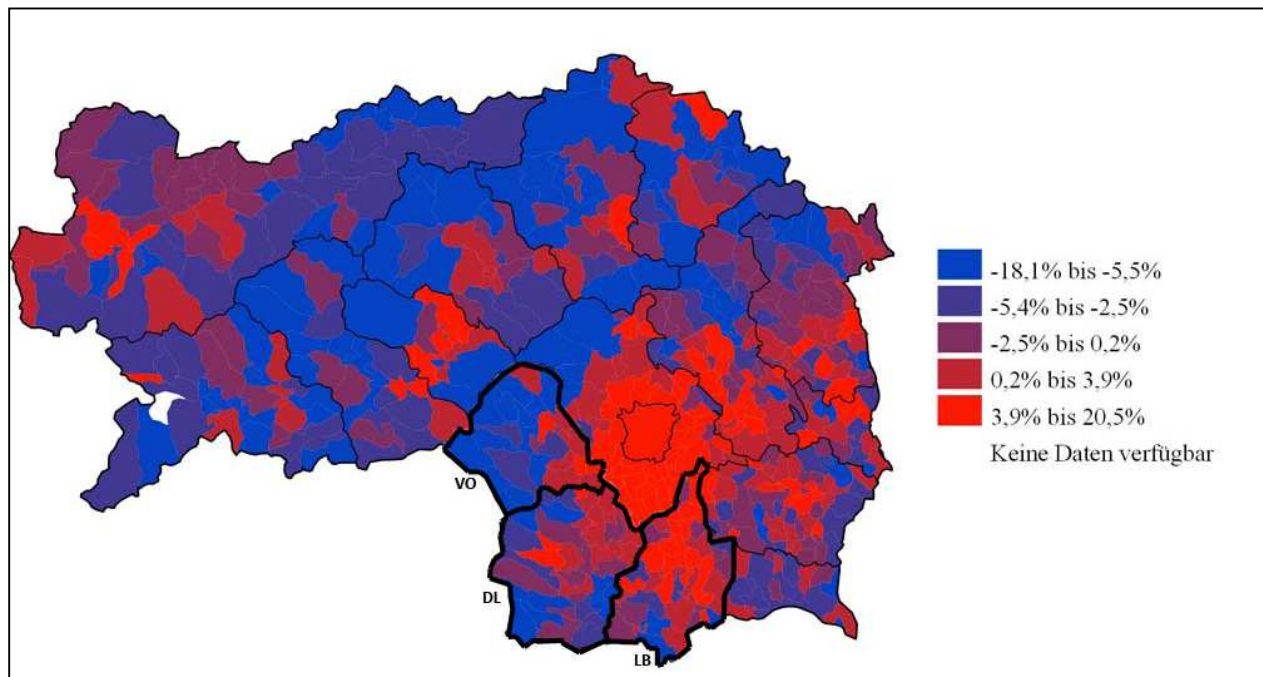 -18,1% bis -5,5%
-5,4% bis -2,5%
-2,5% bis 0,2%
0,2% bis 3,9%
3,9% bis 20,5%
Keine Daten verfügbar
VO
DL
LB